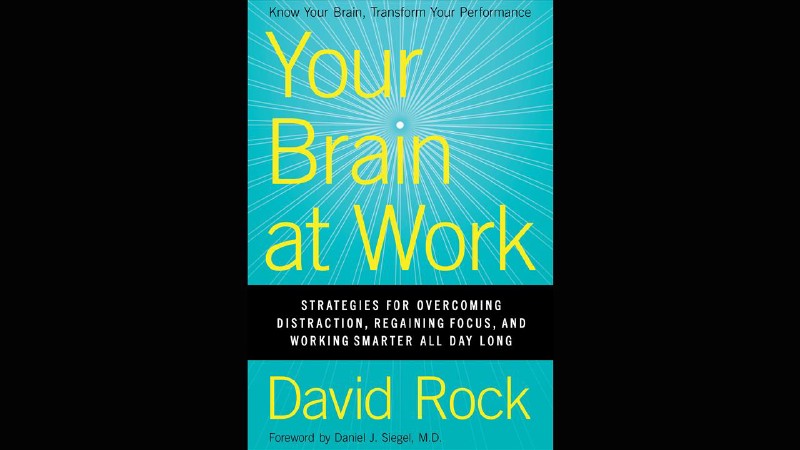 Know Your Brain, Transform Your Performance
Your
Brain
at Work
STRATEGIES FOR OVERCOMING
DISTRACTION, REGAINING FOCUS, AND
WORKING SMARTER ALL DAY LONG
David Rock
Foreword by Daniel J. Siegel, M.D.